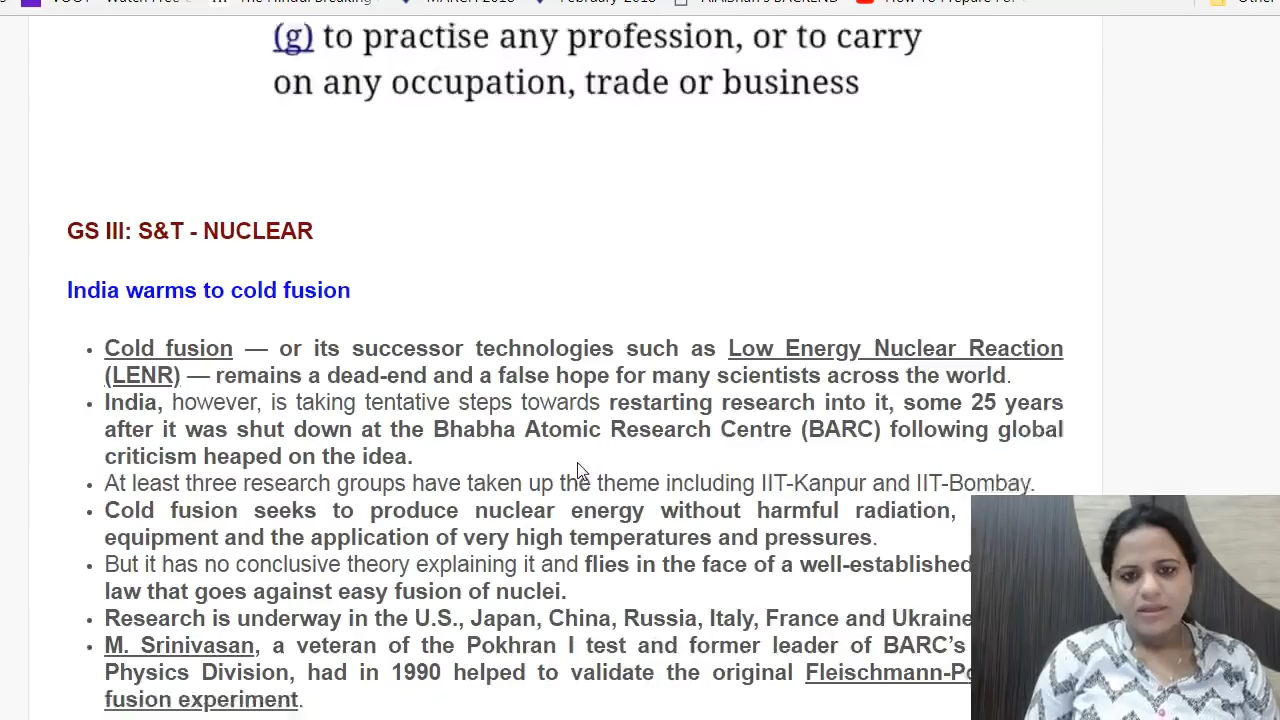 (g) to practise any profession, or to carry
on any occupation, trade or business
GS III: S&T - NUCLEAR
India warms to cold fusion
• Cold fusion — or its successor technologies such as Low Energy Nuclear Reaction
(LENR) — remains a dead-end and a false hope for many scientists across the world.
• India, however, is taking tentative steps towards restarting research into it, some 25 years
after it was shut down at the Bhabha Atomic Research Centre (BARC) following global
criticism heaped on the idea.
• At least three research groups have taken up the theme including IIT-Kanpur and IIT-Bombay.
• Cold fusion seeks to produce nuclear energy without harmful radiation,
equipment and the application of very high temperatures and pressures.
• But it has no conclusive theory explaining it and flies in the face of a well-established
law that goes against easy fusion of nuclei.
• Research is underway in the U.S., Japan, China, Russia, Italy, France and Ukraine
• M. Srinivasan, a veteran of the Pokhran I test and former leader of BARC's
Physics Division, had in 1990 helped to validate the original
fusion experiment.